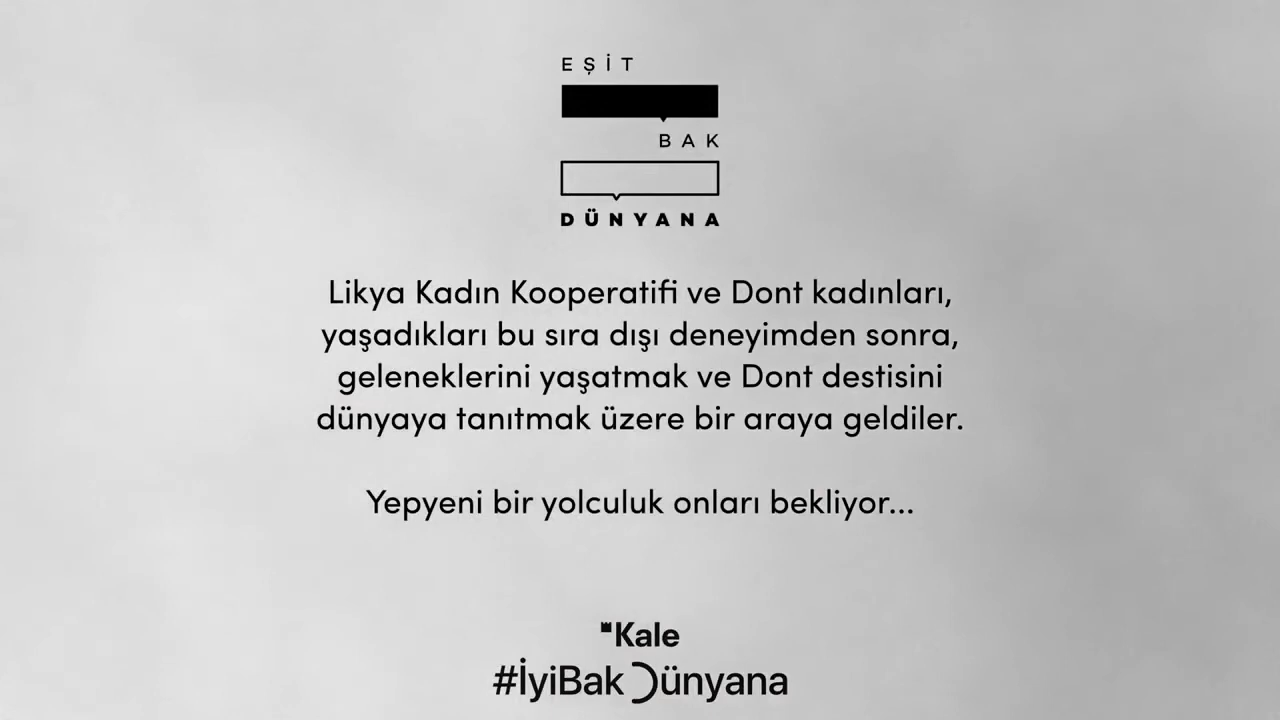 EŞİT
BAK
DÜNYANA
Likya Kadın Kooperatifi ve Dont kadınları,
yaşadıkları bu sıra dışı deneyimden sonra,
geleneklerini yaşatmak ve Dont destisini
dünyaya tanıtmak üzere bir araya geldiler.
Yepyeni bir yolculuk onları bekliyor...
Kale
#İyiBak Dünyana